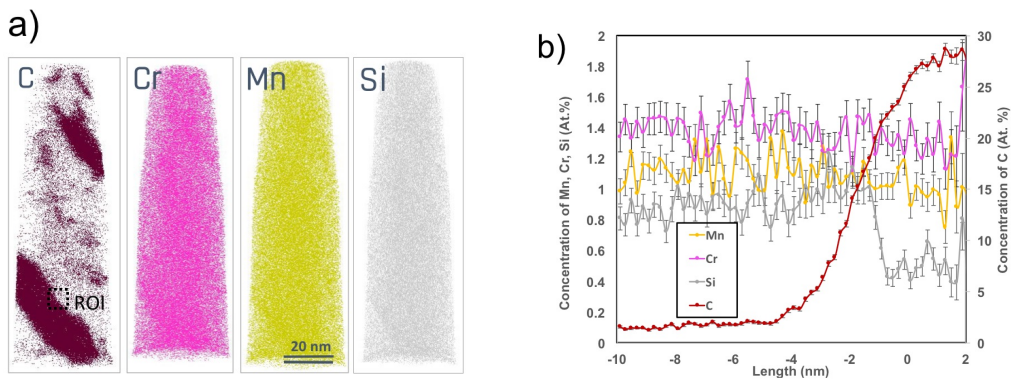 a)
C
Cr
Mn
Si
ROI
20 nm
b)
Concentration of Mn, Cr, Si (At.%)
2
1.8
1.6
1.4
1.2
1
0.8
0.6
0.4
0.2
0
Mn
Cr
Si
C
30
25
20
15
10
5
0
Concentration of C (At. %)
-10
-8
-6
-4
-2
0
2
Length (nm)